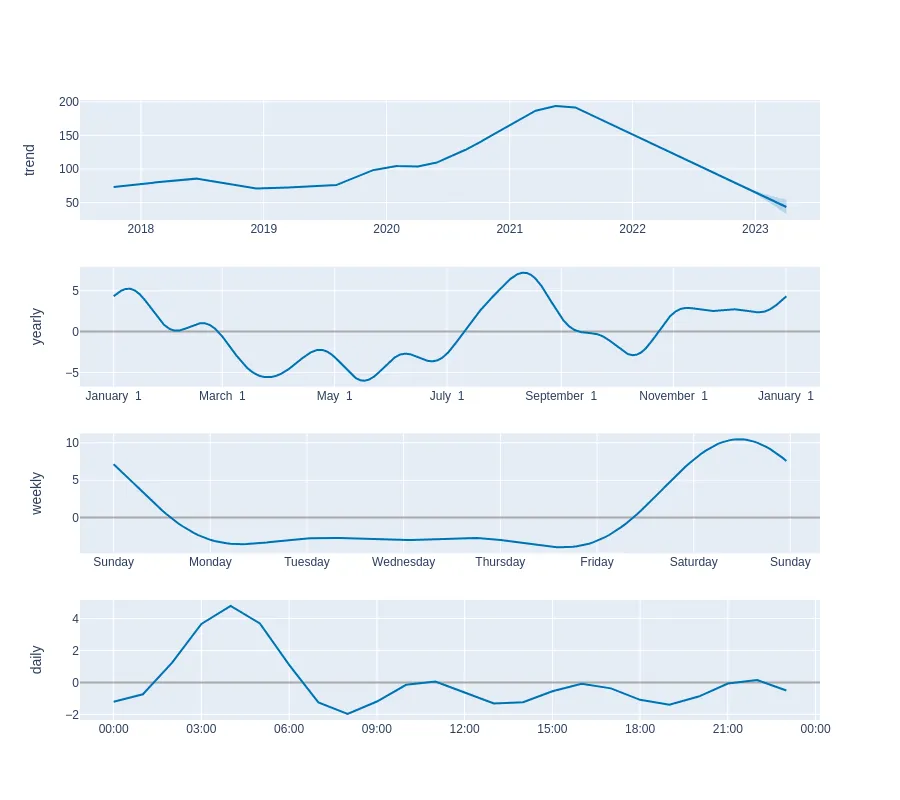 trend
200
150
100
50
2018 2019 2020 2021 2022 2023
yearly
5
0
−5
January 1 March 1 May 1 July 1 September 1 November 1 January 1
weekly
10
5
0
Sunday Monday Tuesday Wednesday Thursday Friday Saturday Sunday
daily
4
2
0
−2
00:00 03:00 06:00 09:00 12:00 15:00 18:00 21:00 00:00